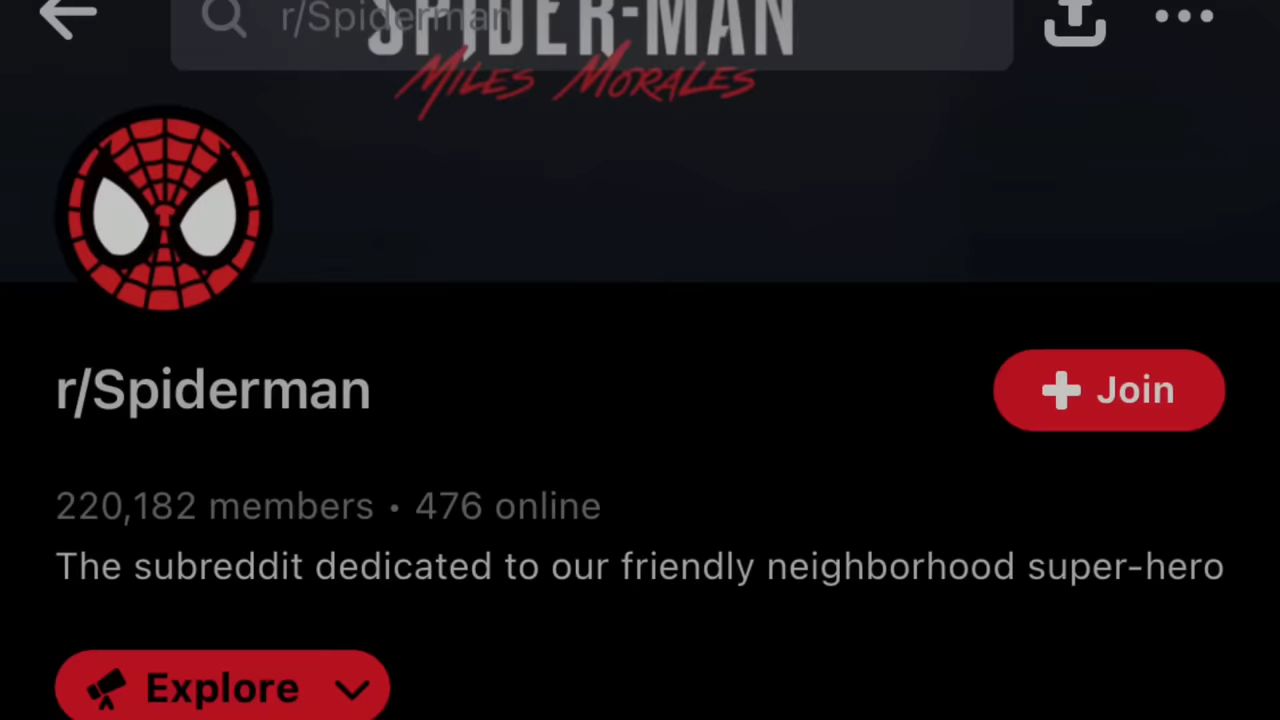 r/Spiderman
SPIDER-MAN
MILES MORALES
r/Spiderman
Join
220,182 members • 476 online
The subreddit dedicated to our friendly neighborhood super-hero
Explore